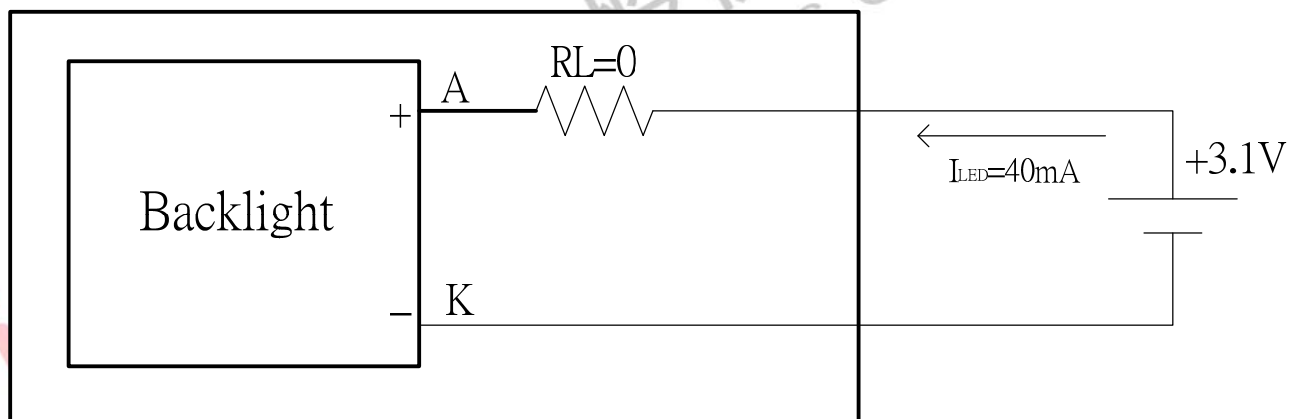 RL=0
A
+
+3.1V
ILED=40mA
Backlight
K
−